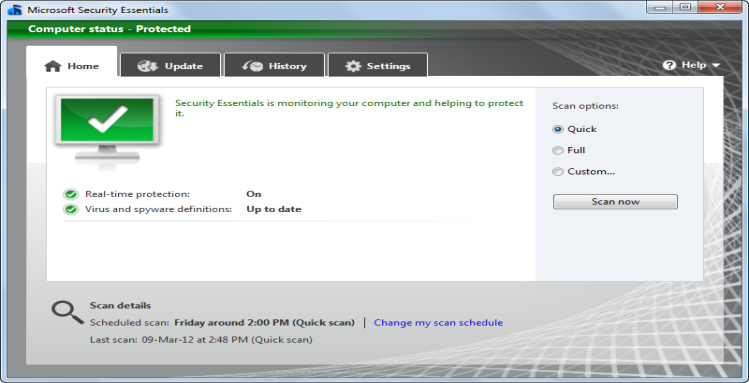 Microsoft Security Essentials
Computer status - Protected
Home
Update
History
Settings
Help
Security Essentials is monitoring your computer and helping to protect
it.
Real-time protection: On
Virus and spyware definitions: Up to date
Scan options:
Quick
Full
Custom...
Scan now
Scan details
Scheduled scan: Friday around 2:00 PM (Quick scan) | Change my scan schedule
Last scan: 09-Mar-12 at 2:48 PM (Quick scan)